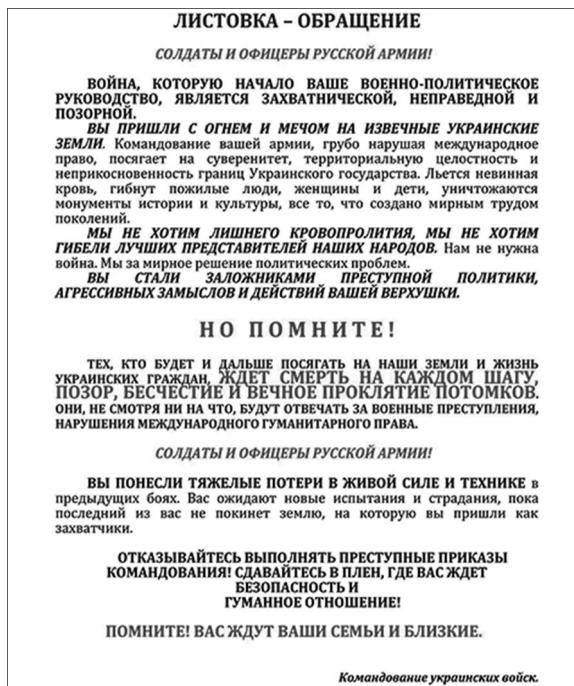 ЛИСТОВКА – ОБРАЩЕНИЕ
СОЛДАТЫ И ОФИЦЕРЫ РУССКОЙ АРМИИ!
ВОЙНА, КОТОРУЮ НАЧАЛО ВАШЕ ВОЕННО-ПОЛИТИЧЕСКОЕ
РУКОВОДСТВО, ЯВЛЯЕТСЯ ЗАХВАТНИЧЕСКОЙ, НЕПРАВЕДНОЙ И
ПОЗОРНОЙ.
ВЫ ПРИШЛИ С ОГНЕМ И МЕЧОМ НА ИЗВЕЧНЫЕ УКРАИНСКИЕ
ЗЕМЛИ. Командование вашей армии, грубо нарушая международное
право, посягает на суверенитет, территориальную целостность и
неприкосновенность границ Украинского государства. Льется невинная
кровь, гибнут пожилые люди, женщины и дети, уничтожаются
монументы истории и культуры, все то, что создано мирным трудом
поколений.
МЫ НЕ ХОТИМ ЛИШНЕГО КРОВОПРОЛИТИЯ, МЫ НЕ ХОТИМ
ГИБЕЛИ ЛУЧШИХ ПРЕДСТАВИТЕЛЕЙ НАШИХ НАРОДОВ. Нам не нужна
война. Мы за мирное решение политических проблем.
ВЫ СТАЛИ ЗАЛОЖНИКАМИ ПРЕСТУПНОЙ ПОЛИТИКИ,
АГРЕССИВНЫХ ЗАМЫСЛОВ И ДЕЙСТВИЙ ВАШЕЙ ВЕРХУШКИ.
НО ПОМНИТЕ!
ТЕХ, КТО БУДЕТ И ДАЛЬШЕ ПОСЯГАТЬ НА НАШИ ЗЕМЛИ И ЖИЗНЬ
УКРАИНСКИХ ГРАЖДАН, ЖДЕТ СМЕРТЬ НА КАЖДОМ ШАГУ,
ПОЗОР, БЕСЧЕСТИЕ И ВЕЧНОЕ ПРОКЛЯТИЕ ПОТОМКОВ.
ОНИ, НЕ СМОТРЯ НИ НА ЧТО, БУДУТ ОТВЕЧАТЬ ЗА ВОЕННЫЕ ПРЕСТУПЛЕНИЯ,
НАРУШЕНИЯ МЕЖДУНАРОДНОГО ГУМАНИТАРНОГО ПРАВА.
СОЛДАТЫ И ОФИЦЕРЫ РУССКОЙ АРМИИ!
ВЫ ПОНЕСЛИ ТЯЖЕЛЫЕ ПОТЕРИ В ЖИВОЙ СИЛЕ И ТЕХНИКЕ в
предыдущих боях. Вас ожидают новые испытания и страдания, пока
последний из вас не покинет землю, на которую вы пришли как
захватчики.
ОТКАЗЫВАЙТЕСЬ ВЫПОЛНЯТЬ ПРЕСТУПНЫЕ ПРИКАЗЫ
КОМАНДОВАНИЯ! СДАВАЙТЕСЬ В ПЛЕН, ГДЕ ВАС ЖДЕТ
БЕЗОПАСНОСТЬ И
ГУМАННОЕ ОТНОШЕНИЕ!
ПОМНИТЕ! ВАС ЖДУТ ВАШИ СЕМЬИ И БЛИЗКИЕ.
Командование украинских войск.